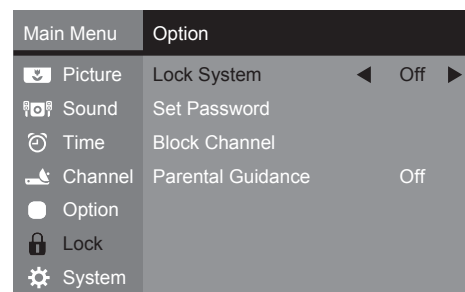 Main Menu
Option
Picture
Sound
Time
Channel
Option
Lock
System
Lock System ◀ Off ▶
Set Password
Block Channel
Parental Guidance Off